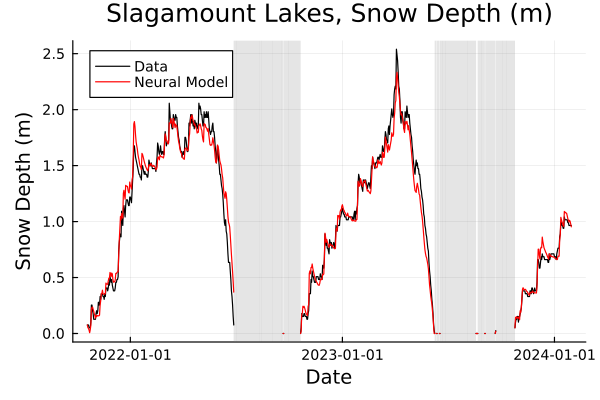 Slagamount Lakes, Snow Depth (m)
Data
Neural Model
Snow Depth (m)
2.5
2.0
1.5
1.0
0.5
0.0
2022-01-01
2023-01-01
2024-01-01
Date